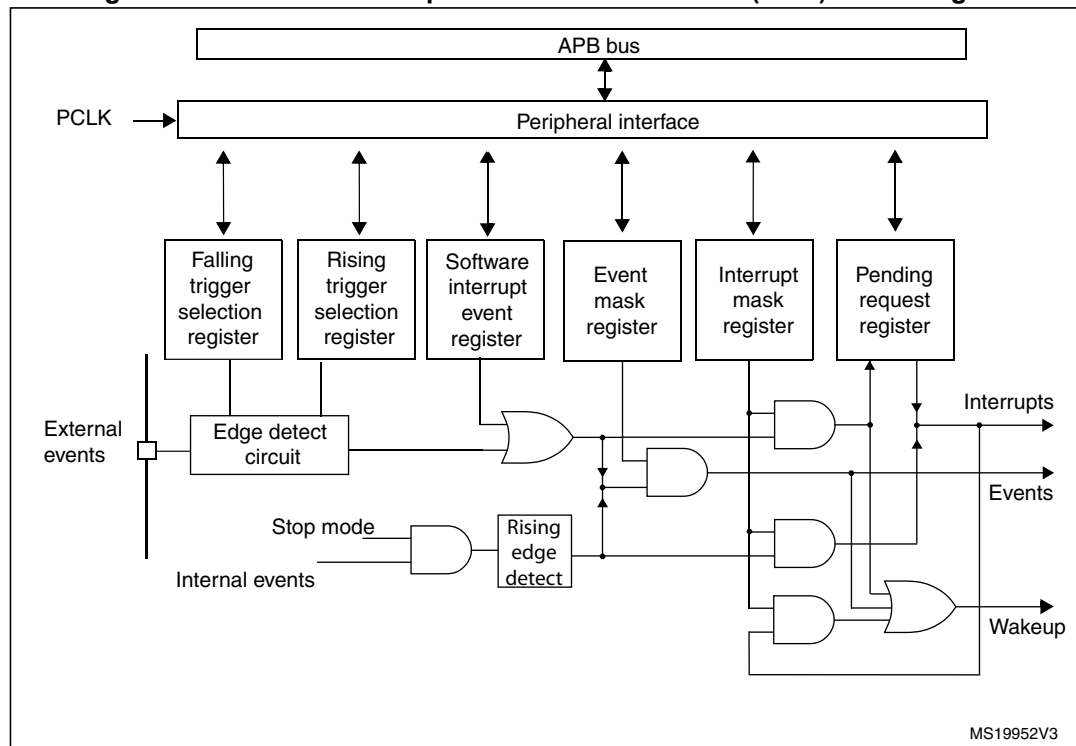 APB bus
PCLK
Peripheral interface
Falling
trigger
selection
register
Rising
trigger
selection
register
Software
interrupt
event
register
Event
mask
register
Interrupt
mask
register
Pending
request
register
External
events
Edge detect
circuit
Interrupts
Events
Stop mode
Internal events
Rising
edge
detect
Wakeup
MS19952V3